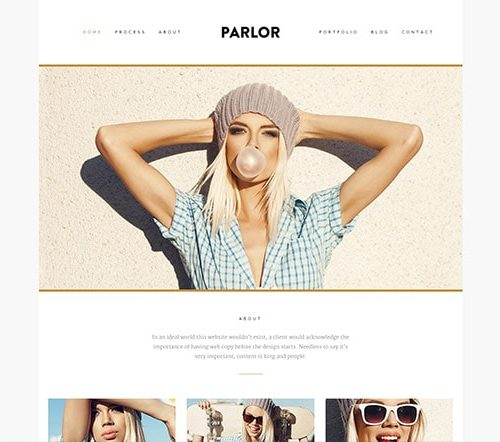 HOME PROCESS ABOUT PARLOR PORTFOLIO BLOG CONTACT
ABOUT
In an ideal world this website wouldn't exist, a client would acknowledge the
importance of having web copy before the design starts. Needless to say it's
very important, content is king and people.